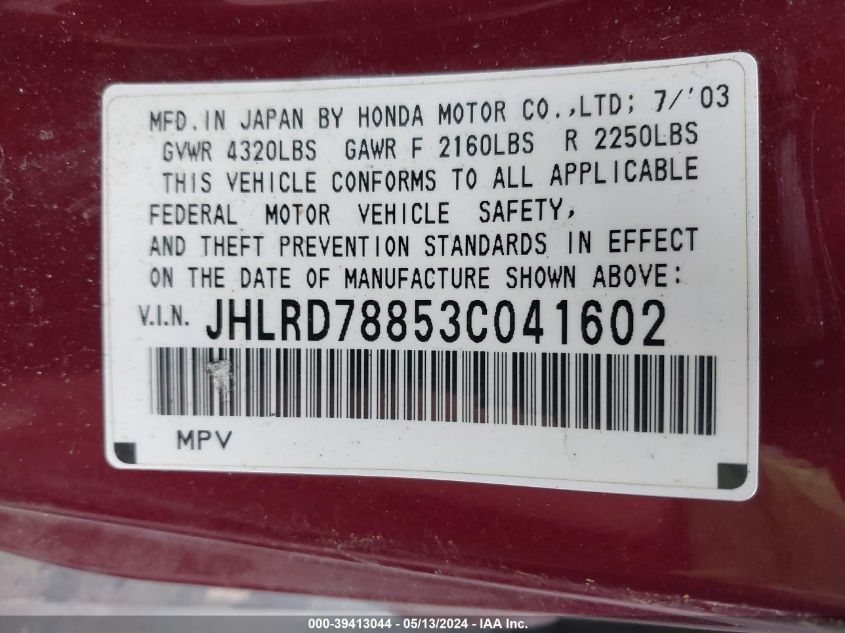 MFD.IN JAPAN BY HONDA MOTOR CO.,LTD; 7/'03
GVWR 4320LBS GAWR F 2160LBS R 2250LBS
THIS VEHICLE CONFORMS TO ALL APPLICABLE
FEDERAL MOTOR VEHICLE SAFETY,
AND THEFT PREVENTION STANDARDS IN EFFECT
ON THE DATE OF MANUFACTURE SHOWN ABOVE:
V.I.N. JHLRD78853C041602
MPV
000-39413044 - 05/13/2024 - IAAI, Inc.